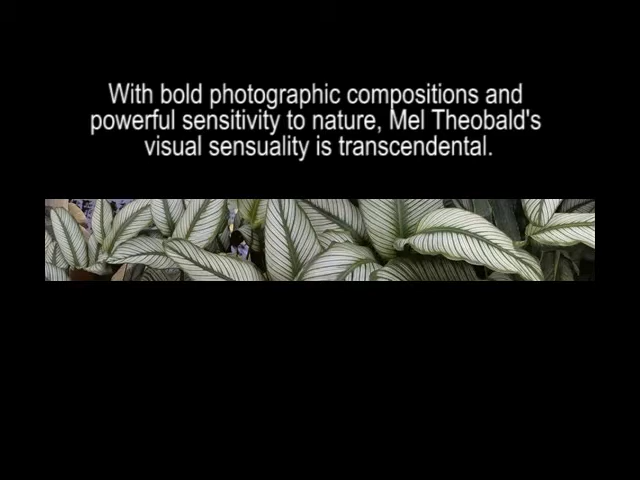 With bold photographic compositions and
powerful sensitivity to nature, Mel Theobald's
visual sensuality is transcendental.